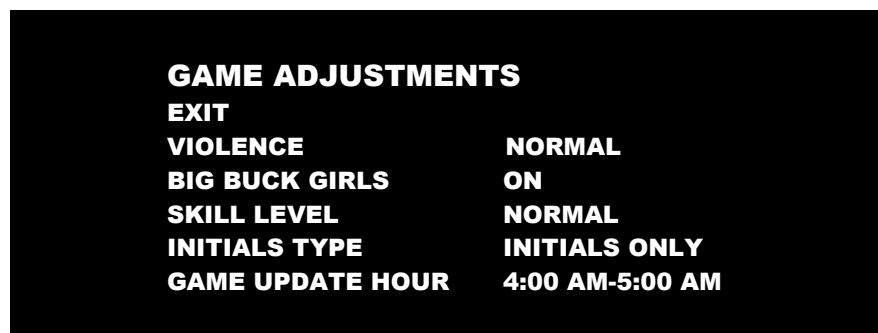 GAME ADJUSTMENTS
EXIT
VIOLENCE NORMAL
BIG BUCK GIRLS ON
SKILL LEVEL NORMAL
INITIALS TYPE INITIALS ONLY
GAME UPDATE HOUR 4:00 AM-5:00 AM